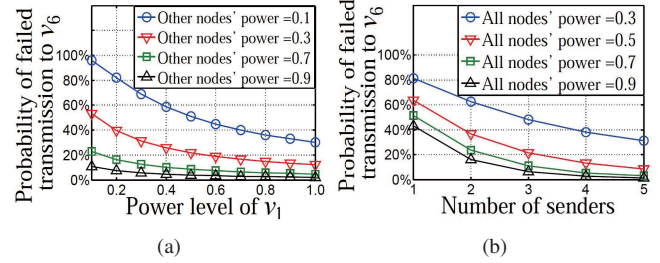 (a)
Probability of failed
transmission to v6
100%
80%
60%
40%
20%
0%
0.2 0.4 0.6 0.8 1.0
Power level of v1
Other nodes' power =0.1
Other nodes' power =0.3
Other nodes' power =0.7
Other nodes' power =0.9
(a)
(b)
Probability of failed
transmission to v6
100%
80%
60%
40%
20%
0%
1 2 3 4 5
Number of senders
All nodes' power =0.3
All nodes' power =0.5
All nodes' power =0.7
All nodes' power =0.9
(b)